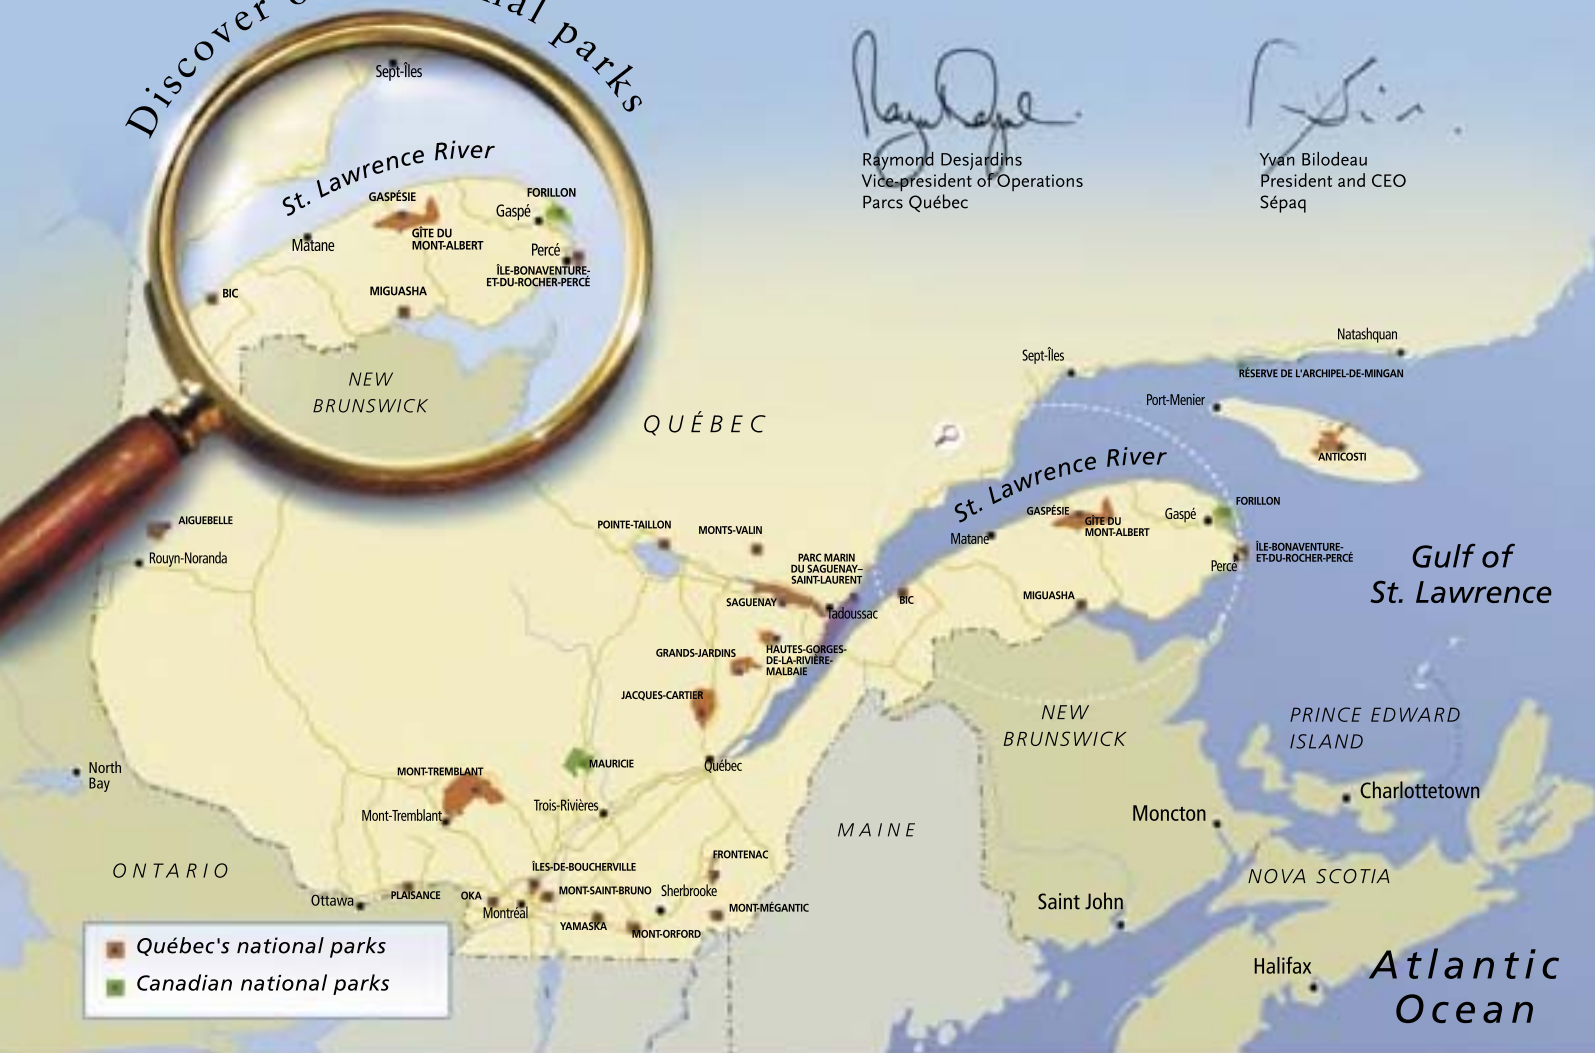 Discover
nal parks
Sept-Îles
St. Lawrence River
GASPÉSIE
FORILLON
Gaspé
GÎTE DU
MONT-ALBERT
Matane
Percé
ÎLE-BONAVENTURE-
ET-DU-ROCHER-PERCÉ
BIC
MIGUASHA
NEW
BRUNSWICK
Raymond Desjardins
Vice-president of Operations
Parcs Québec
Yvan Bilodeau
President and CEO
Sépaq
Natashquan
Sept-Îles
RÉSERVE DE L'ARCHIPEL-DE-MINGAN
Port-Menier
QUÉBEC
ANTICOSTI
St. Lawrence River
FORILLON
GASPÉSIE
Gaspé
GÎTE DU
MONT-ALBERT
Matane
ÎLE-BONAVENTURE-
ET-DU-ROCHER-PERCÉ
Percé
Gulf of
St. Lawrence
AIGUEBELLE
Rouyn-Noranda
POINTE-TAILLON
MONTS-VALIN
PARC MARIN
DU SAGUENAY–
SAINT-LAURENT
SAGUENAY
Tadoussac
BIC
MIGUASHA
GRANDS-JARDINS
HAUTES-GORGES-
DE-LA-RIVIÈRE-
MALBAIE
JACQUES-CARTIER
NEW
BRUNSWICK
PRINCE EDWARD
ISLAND
North
Bay
MONT-TREMBLANT
MAURICIE
Québec
Charlottetown
Mont-Tremblant
Trois-Rivières
Moncton
MAINE
ONTARIO
FRONTENAC
ÎLES-DE-BOUCHERVILLE
NOVA SCOTIA
Ottawa
PLAISANCE
OKA
MONT-SAINT-BRUNO
Sherbrooke
Montréal
MONT-MÉGANTIC
Saint John
YAMASKA
MONT-ORFORD
Québec's national parks
Canadian national parks
Halifax
Atlantic
Ocean